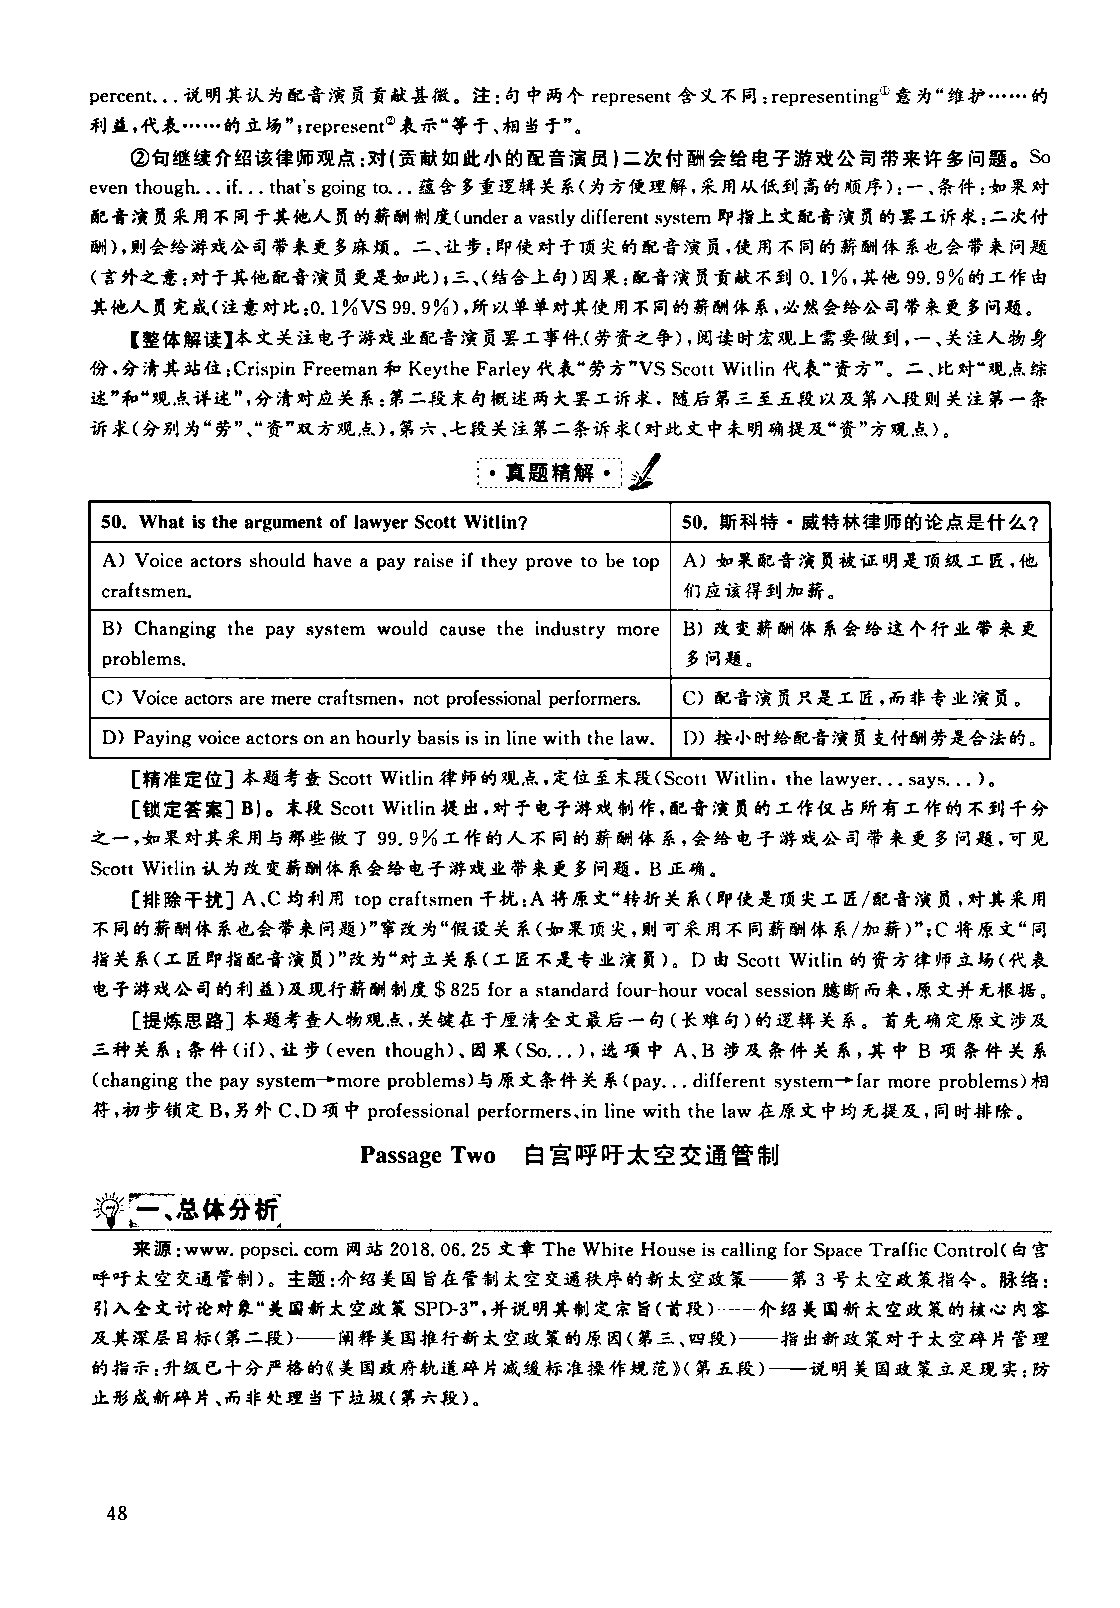 percent...说明其认为配音演员贡献甚微。注:句中两个 represent 含义不同:representing①意为“维护……的
利益,代表……的立场”;represent②表示“等于、相当于”。
②句继续介绍该律师观点:对(贡献如此小的配音演员)二次付酬会给电子游戏公司带来许多问题。So
even though...if...that's going to...蕴含多重逻辑关系(为方便理解,采用从低到高的顺序):一、条件:如果对
配音演员采用不同于其他人员的薪酬制度(under a vastly different system 即指上文配音演员的罢工诉求:二次付
酬),则会给游戏公司带来更多麻烦。二、让步:即使对于顶尖的配音演员,使用不同的薪酬体系也会带来问题
(言外之意:对于其他配音演员更是如此);三、(结合上句)因果:配音演员贡献不到 0.1%,其他 99.9%的工作由
其他人员完成(注意对比:0.1%VS 99.9%),所以单单对其使用不同的薪酬体系,必然会给公司带来更多问题。
【整体解读】本文关注电子游戏业配音演员罢工事件(劳资之争),阅读时宏观上需要做到,一、关注人物身
份,分清其站位:Crispin Freeman 和 Keythe Farley 代表“劳方”VS Scott Witlin 代表“资方”。二、比对“观点综
述”和“观点详述”,分清对应关系:第二段末句概述两大罢工诉求,随后第三至五段以及第八段则关注第一条
诉求(分别为“劳”、“资”双方观点),第六、七段关注第二条诉求(对此文中未明确提及“资”方观点)。
·真题精解·
50. What is the argument of lawyer Scott Witlin?
50. 斯科特·威特林律师的论点是什么?
A) Voice actors should have a pay raise if they prove to be top
craftsmen.
A) 如果配音演员被证明是顶级工匠,他
们应该得到加薪。
B) Changing the pay system would cause the industry more
problems.
B) 改变薪酬体系会给这个行业带来更
多问题。
C) Voice actors are mere craftsmen, not professional performers.
C) 配音演员只是工匠,而非专业演员。
D) Paying voice actors on an hourly basis is in line with the law.
D) 按小时给配音演员支付酬劳是合法的。
[精准定位] 本题考查 Scott Witlin 律师的观点,定位至末段(Scott Witlin, the lawyer...says...)。
[锁定答案] B)。末段 Scott Witlin 提出,对于电子游戏制作,配音演员的工作仅占所有工作的不到千分
之一,如果对其采用与那些做了 99.9%工作的人不同的薪酬体系,会给电子游戏公司带来更多问题,可见
Scott Witlin 认为改变薪酬体系会给电子游戏业带来更多问题,B 正确。
[排除干扰] A、C 均利用 top craftsmen 干扰:A 将原文“转折关系(即使是顶尖工匠/配音演员,对其采用
不同的薪酬体系也会带来问题)”窜改为“假设关系(如果顶尖,则可采用不同薪酬体系/加薪)”;C 将原文“同
指关系(工匠即指配音演员)”改为“对立关系(工匠不是专业演员)。D 由 Scott Witlin 的资方律师立场(代表
电子游戏公司的利益)及现行薪酬制度 $825 for a standard four-hour vocal session 臆断而来,原文并无根据。
[提炼思路] 本题考查人物观点,关键在于厘清全文最后一句(长难句)的逻辑关系。首先确定原文涉及
三种关系:条件(if)、让步(even though)、因果(So...),选项中 A、B 涉及条件关系,其中 B 项条件关系
(changing the pay system→more problems)与原文条件关系(pay...different system→far more problems)相
符,初步锁定 B,另外 C、D 项中 professional performers、in line with the law 在原文中均无提及,同时排除。
Passage Two 白宫呼吁太空交通管制
一、总体分析
来源:www.popsci.com 网站 2018.06.25 文章 The White House is calling for Space Traffic Control(白宫
呼吁太空交通管制)。主题:介绍美国旨在管制太空交通秩序的新太空政策——第 3 号太空政策指令。脉络:
引入全文讨论对象“美国新太空政策 SPD-3”,并说明其制定宗旨(首段)——介绍美国新太空政策的核心内容
及其深层目标(第二段)——阐释美国推行新太空政策的原因(第三、四段)——指出新政策对于太空碎片管理
的指示:升级已十分严格的《美国政府轨道碎片减缓标准操作规范》(第五段)——说明美国政策立足现实:防
止形成新碎片、而非处理当下垃圾(第六段)。
48